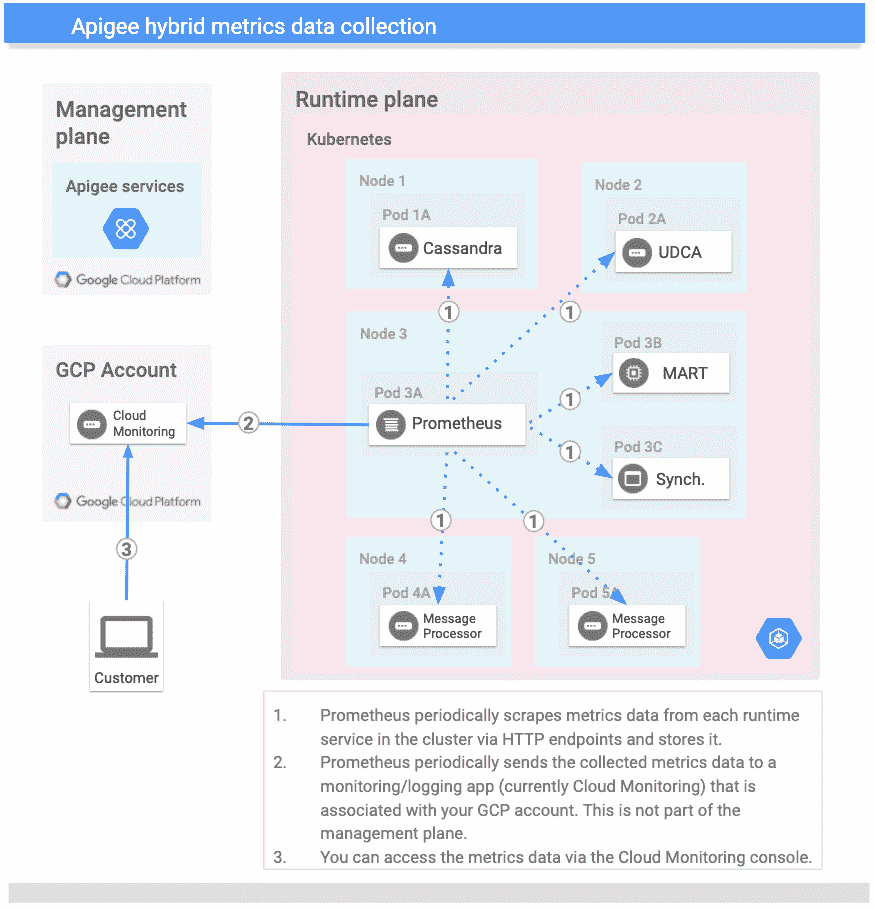 Apigee hybrid metrics data collection
Management
plane
Apigee services
Google Cloud Platform
GCP Account
Cloud
Monitoring
Google Cloud Platform
2
3
Customer
Runtime plane
Kubernetes
Node 1
Pod 1A
Cassandra
Node 2
Pod 2A
UDCA
1
1
Node 3
Pod 3A
Prometheus
Pod 3B
MART
1
1
Pod 3C
Synch.
1
1
Node 4
Pod 4A
Message
Processor
Node 5
Pod 5A
Message
Processor
1. Prometheus periodically scrapes metrics data from each runtime
service in the cluster via HTTP endpoints and stores it.
2. Prometheus periodically sends the collected metrics data to a
monitoring/logging app (currently Cloud Monitoring) that is
associated with your GCP account. This is not part of the
management plane.
3. You can access the metrics data via the Cloud Monitoring console.